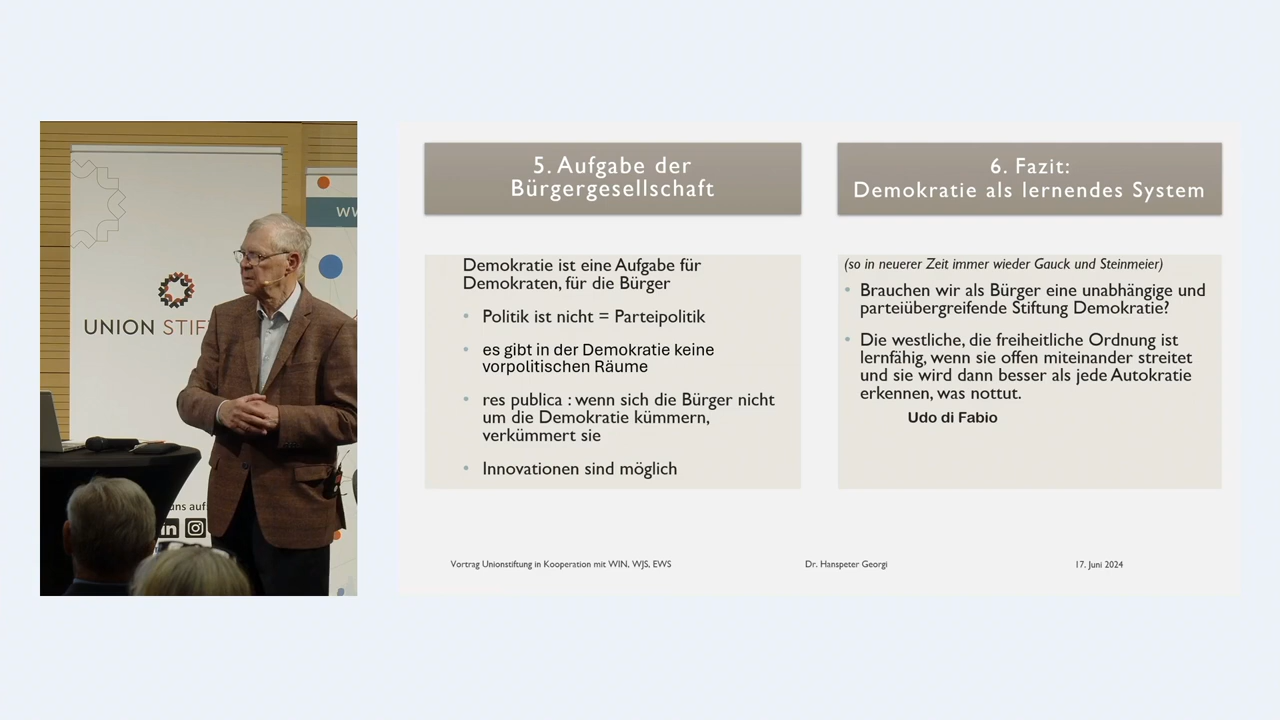 UNION STIF
WW
uns auf
in
5. Aufgabe der
Bürgergesellschaft
Demokratie ist eine Aufgabe für
Demokraten, für die Bürger
• Politik ist nicht = Parteipolitik
• es gibt in der Demokratie keine
vorpolitischen Räume
• res publica : wenn sich die Bürger nicht
um die Demokratie kümmern,
verkümmert sie
• Innovationen sind möglich
6. Fazit:
Demokratie als lernendes System
(so in neuerer Zeit immer wieder Gauck und Steinmeier)
• Brauchen wir als Bürger eine unabhängige und
parteiübergreifende Stiftung Demokratie?
• Die westliche, die freiheitliche Ordnung ist
lernfähig, wenn sie offen miteinander streitet
und sie wird dann besser als jede Autokratie
erkennen, was nottut.
Udo di Fabio
Vortrag Unionstiftung in Kooperation mit WIN, WJS, EWS
Dr. Hanspeter Georgi
17. Juni 2024